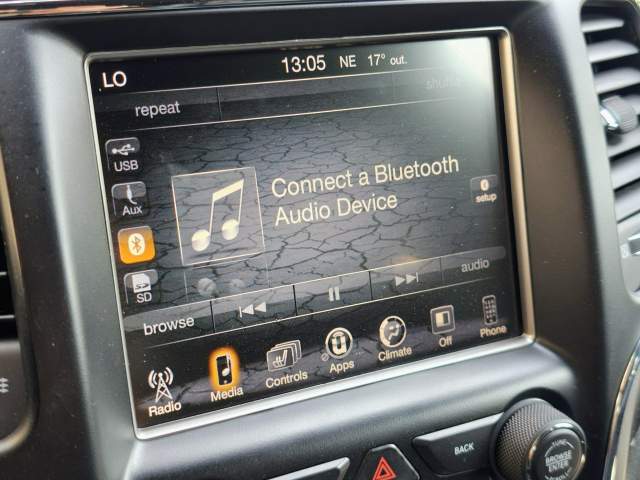 LO
13:05 NE 17° out.
repeat
USB
Aux
SD
Connect a Bluetooth
Audio Device
setup
browse
audio
Radio
Media
Controls
Apps
Climate
Off
Phone
BACK
BROWSE
ENTER